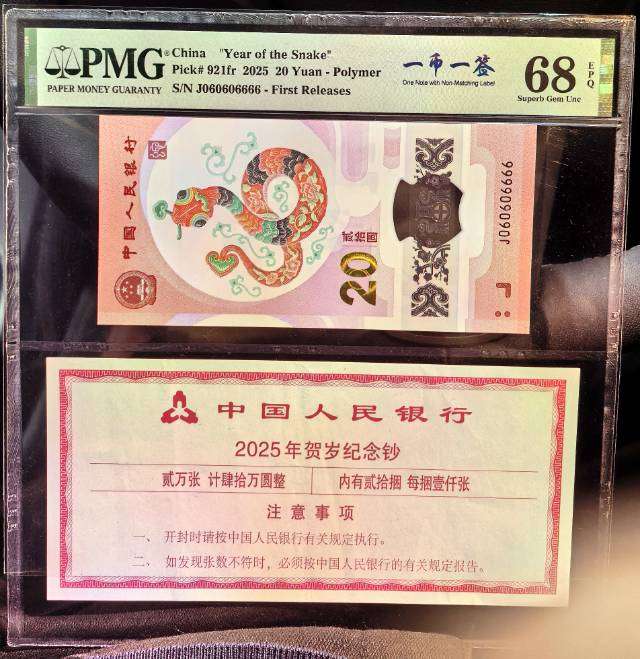 PMG
PAPER MONEY GUARANTY
China "Year of the Snake"
Pick# 921fr 2025 20 Yuan - Polymer
S/N J060606666 - First Releases
一币一签
One Note with Non-Matching Label
68
EPQ
Superb Gem Unc
中国人民银行
贰拾圆
20
J060606666
中国人民银行
2025年贺岁纪念钞
贰万张 计肆拾万圆整 内有贰拾捆 每捆壹仟张
注意事项
一、 开封时请按中国人民银行有关规定执行。
二、 如发现张数不符时，必须按中国人民银行的有关规定报告。